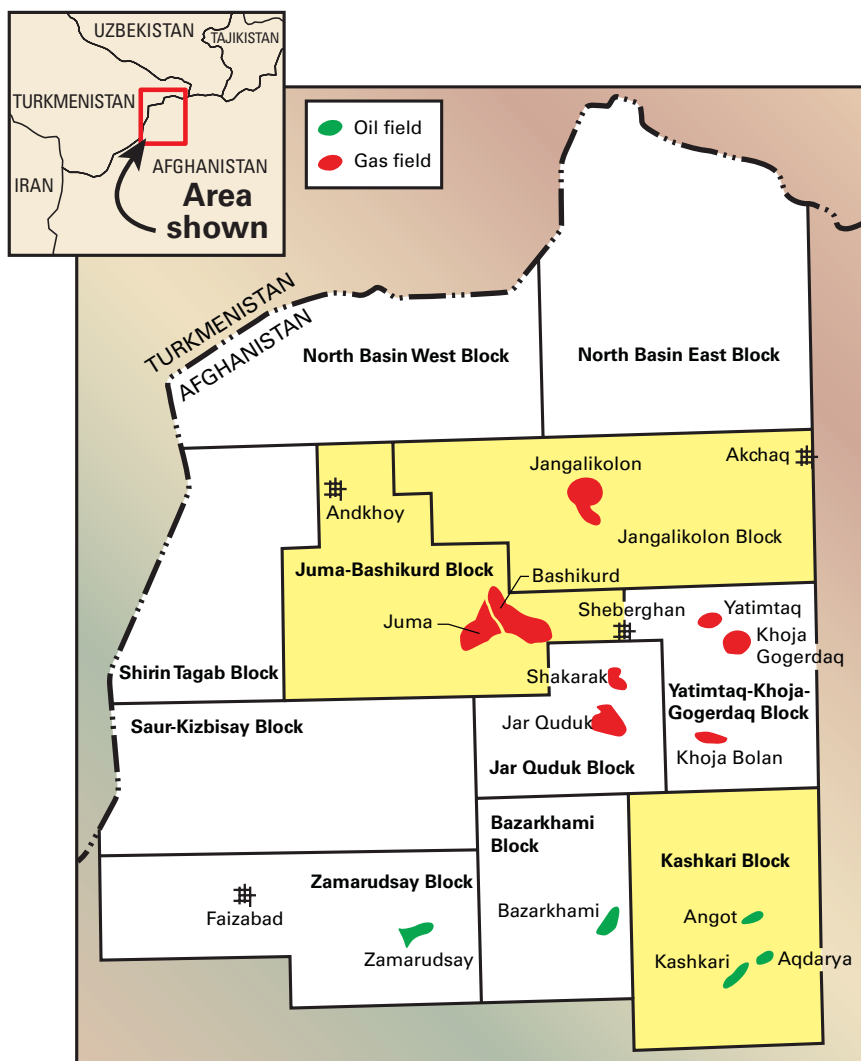 UZBEKISTAN
TAJIKISTAN
TURKMENISTAN
AFGHANISTAN
IRAN
Area
shown
Oil field
Gas field
TURKMENISTAN
AFGHANISTAN
North Basin West Block
North Basin East Block
Jangalikolon
Akchaq
Andkhoy
Jangalikolon Block
Juma-Bashikurd Block
Bashikurd
Juma
Sheberghan
Yatimtaq
Khoja
Gogerdaq
Shirin Tagab Block
Shakarak
Yatimtaq-Khoja-
Gogerdaq Block
Saur-Kizbisay Block
Jar Quduk
Khoja Bolan
Jar Quduk Block
Bazarkhami
Block
Kashkari Block
Zamarudsay Block
Faizabad
Bazarkhami
Angot
Zamarudsay
Kashkari
Aqdarya